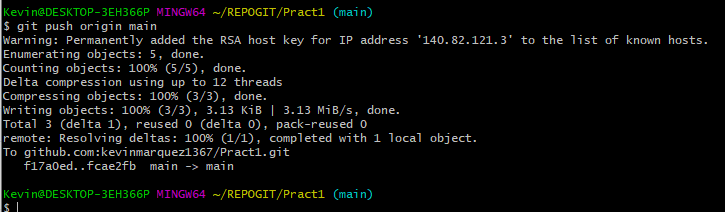 Kevin@DESKTOP-3EH366P MINGW64 ~/REPOGIT/Pract1 (main)
$ git push origin main
Warning: Permanently added the RSA host key for IP address '140.82.121.3' to the list of known hosts.
Enumerating objects: 5, done.
Counting objects: 100% (5/5), done.
Delta compression using up to 12 threads
Compressing objects: 100% (3/3), done.
Writing objects: 100% (3/3), 3.13 KiB | 3.13 MiB/s, done.
Total 3 (delta 1), reused 0 (delta 0), pack-reused 0
remote: Resolving deltas: 100% (1/1), completed with 1 local object.
To github.com:kevinmarquez1367/Pract1.git
   f17a0ed..fcae2fb  main -> main

Kevin@DESKTOP-3EH366P MINGW64 ~/REPOGIT/Pract1 (main)
$